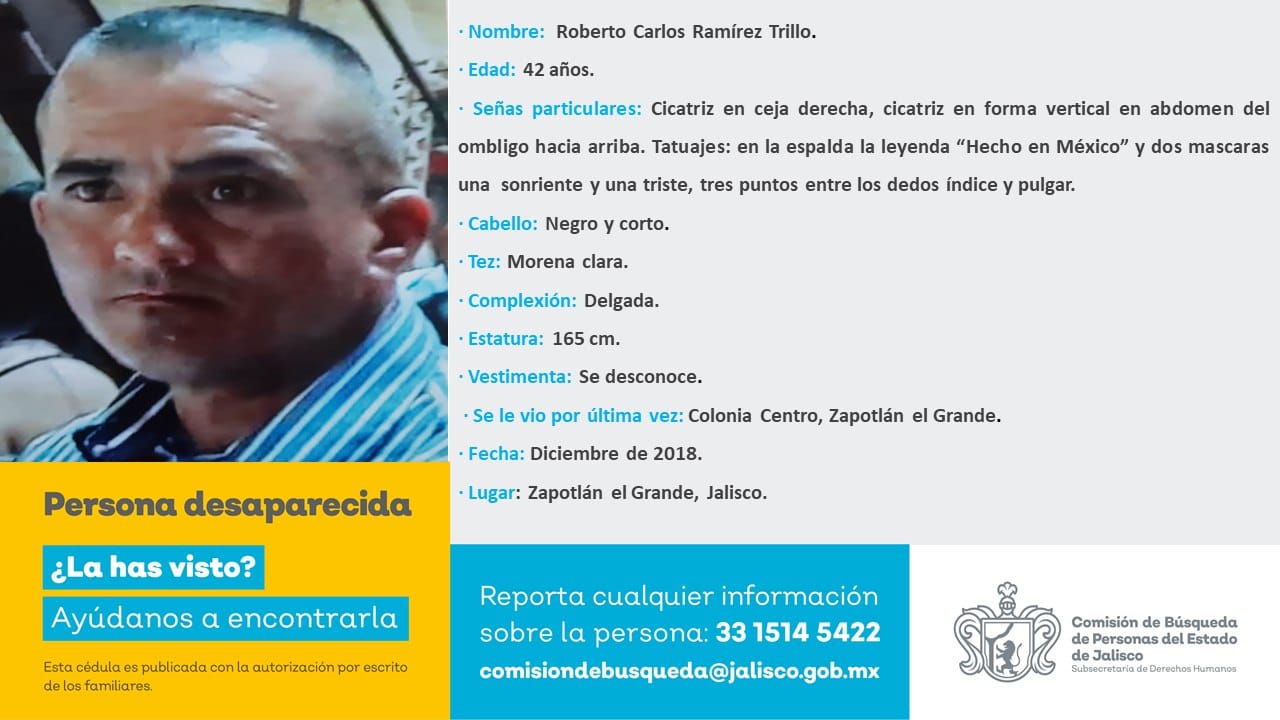 · Nombre: Roberto Carlos Ramírez Trillo.
· Edad: 42 años.
· Señas particulares: Cicatriz en ceja derecha, cicatriz en forma vertical en abdomen del
ombligo hacia arriba. Tatuajes: en la espalda la leyenda “Hecho en México” y dos mascaras
una sonriente y una triste, tres puntos entre los dedos índice y pulgar.
· Cabello: Negro y corto.
· Tez: Morena clara.
· Complexión: Delgada.
· Estatura: 165 cm.
· Vestimenta: Se desconoce.
· Se le vio por última vez: Colonia Centro, Zapotlán el Grande.
· Fecha: Diciembre de 2018.
· Lugar: Zapotlán el Grande, Jalisco.
Persona desaparecida
¿La has visto?
Ayúdanos a encontrarla
Esta cédula es publicada con la autorización por escrito
de los familiares.
Reporta cualquier información
sobre la persona: 33 1514 5422
comisiondebusqueda@jalisco.gob.mx
Comisión de Búsqueda
de Personas del Estado
de Jalisco
Subsecretaría de Derechos Humanos